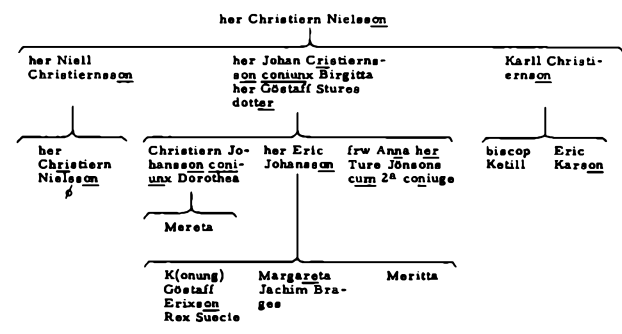 her Christiern Nielsson
her Niell
Christiernsson
her Johan Cristierns-
son coniunx Birgitta
her Göstaff Stures
dotter
Karll Christi-
ernson
her
Christiern
Nielsson
ø
Christiern Jo-
hansson coni-
unx Dorothea
her Eric
Johansson
frw Anna her
Ture Jönsons
cum 2ª coniuge
biscop
Ketill
Eric
Karson
Mereta
K(onung)
Göstaff
Erixson
Rex Suecie
Margareta
Jachim Bra-
ges
Meritta